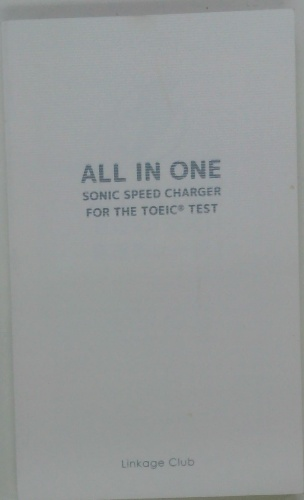 ALL IN ONE
SONIC SPEED CHARGER
FOR THE TOEIC® TEST
Linkage Club